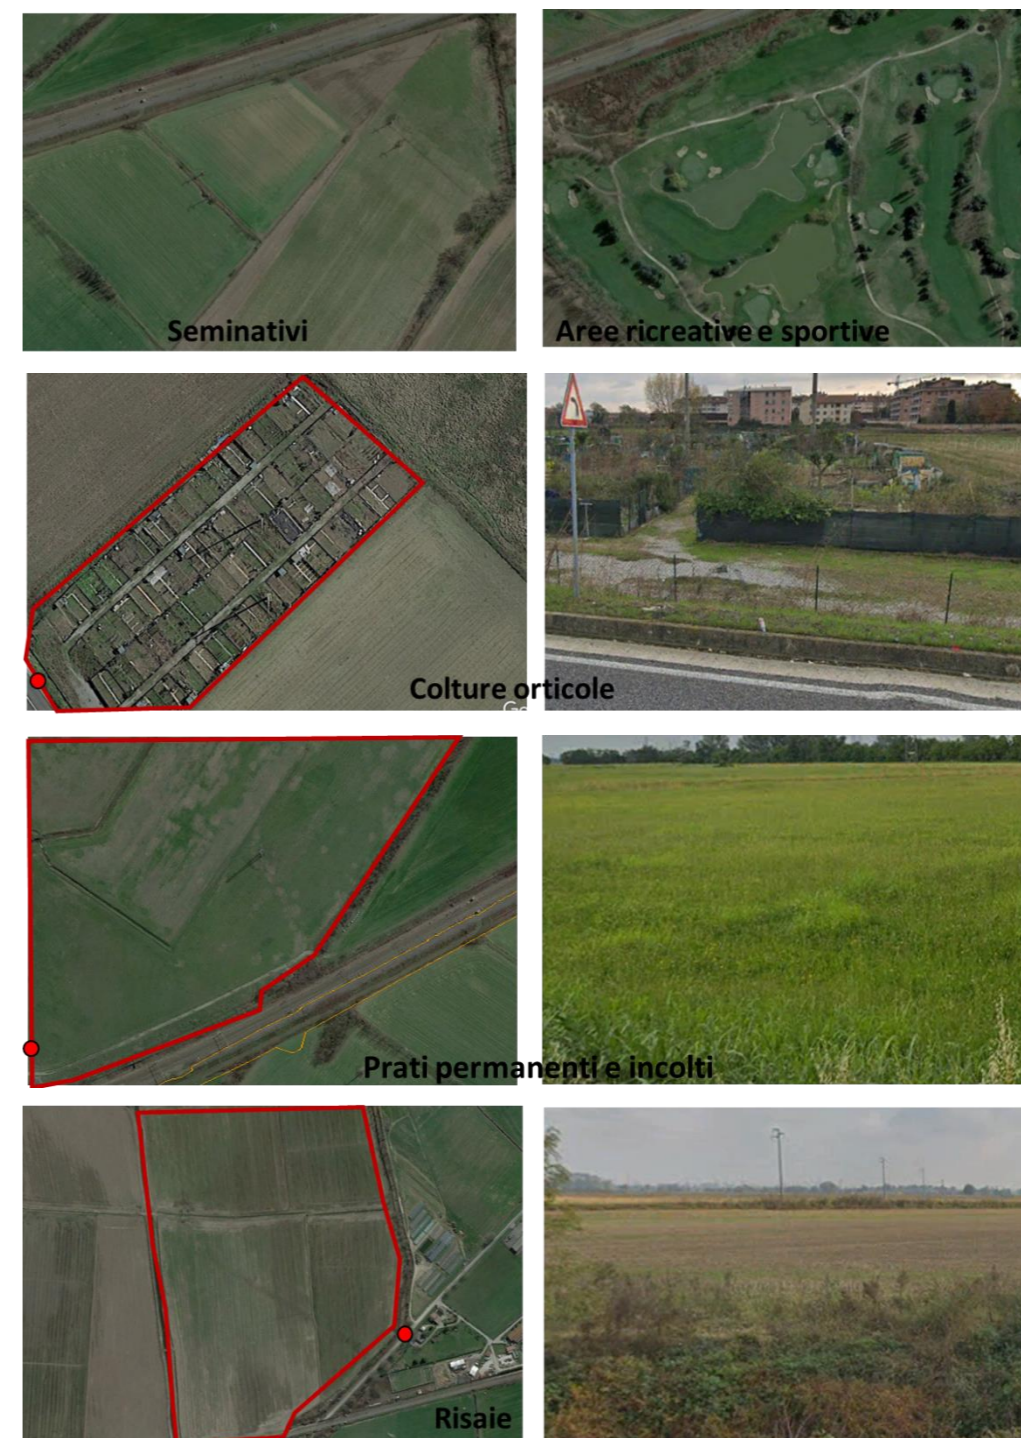 Seminativi
Aree ricreative e sportive
Colture orticole
Prati permanenti e incolti
Risaie